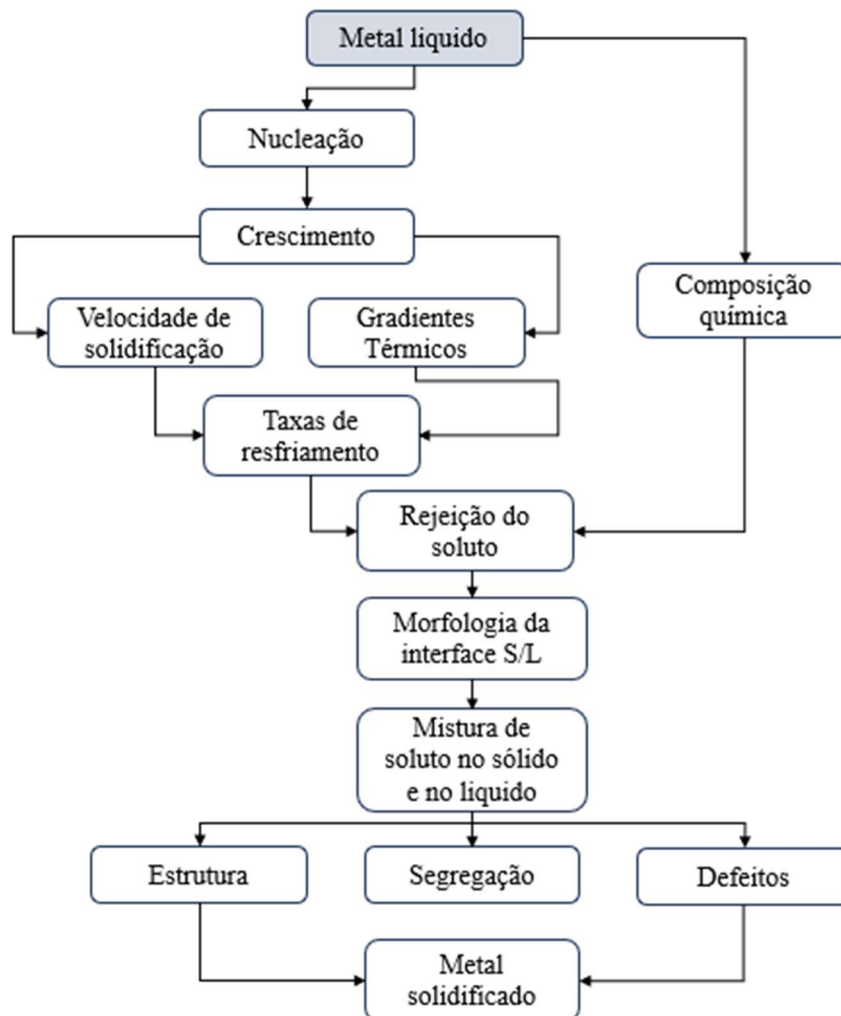 Metal liquido
Nucleação
Crescimento
Velocidade de
solidificação
Gradientes
Térmicos
Composição
química
Taxas de
resfriamento
Rejeição do
soluto
Morfologia da
interface S/L
Mistura de
soluto no sólido
e no liquido
Estrutura
Segregação
Defeitos
Metal
solidificado